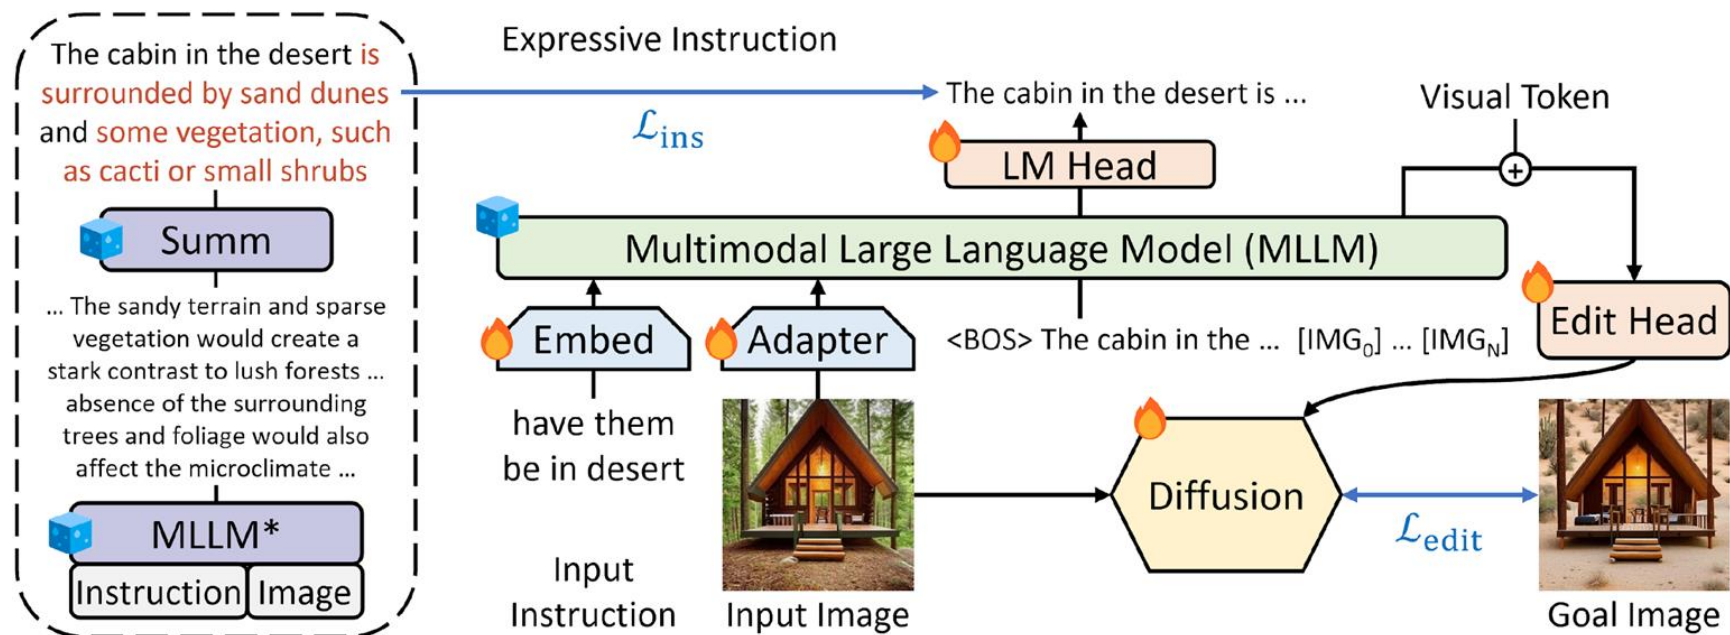 The cabin in the desert is
surrounded by sand dunes
and some vegetation, such
as cacti or small shrubs
Summ
... The sandy terrain and sparse
vegetation would create a
stark contrast to lush forests ...
absence of the surrounding
trees and foliage would also
affect the microclimate ...
MLLM*
Instruction
Image
Expressive Instruction
ℒins
The cabin in the desert is ...
Visual Token
+
LM Head
Multimodal Large Language Model (MLLM)
Embed
Adapter
<BOS> The cabin in the ... [IMG0] ... [IMGN]
Edit Head
have them
be in desert
Diffusion
ℒedit
Input
Instruction
Input Image
Goal Image